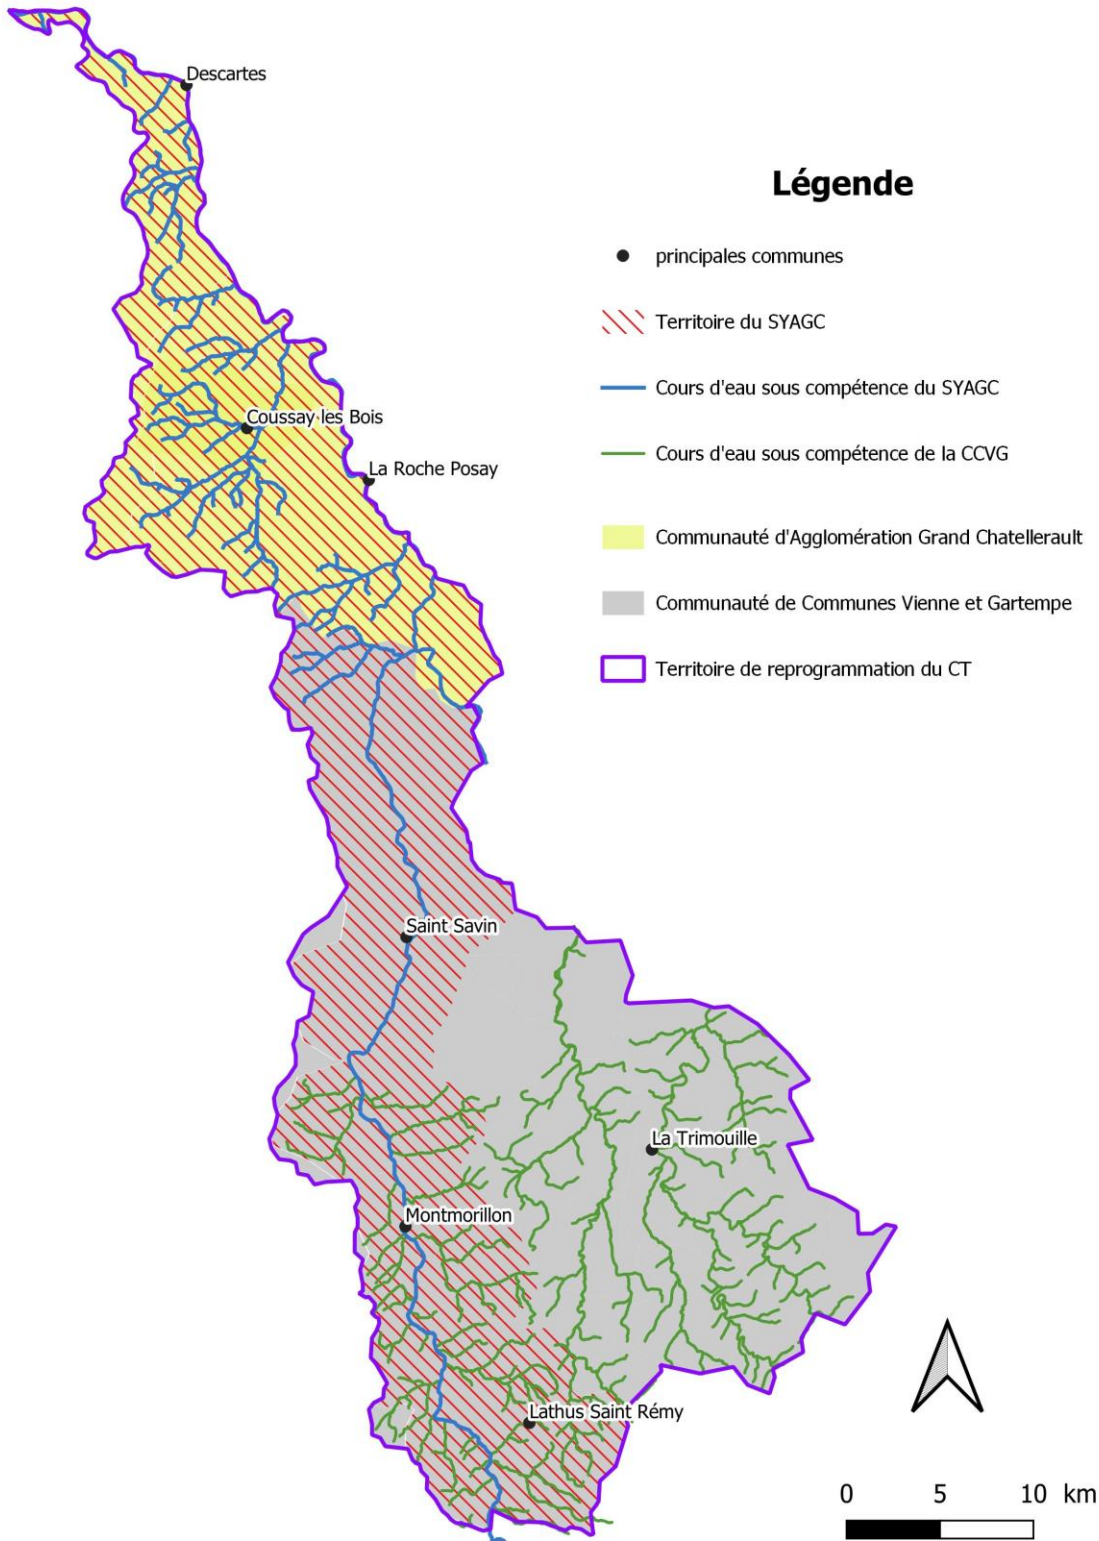 Descartes
Légende
principales communes
Territoire du SYAGC
Cours d'eau sous compétence du SYAGC
Coussay les Bois
Cours d'eau sous compétence de la CCVG
La Roche Posay
Communauté d'Agglomération Grand Chatellerault
Communauté de Communes Vienne et Gartempe
Territoire de reprogrammation du CT
Saint Savin
La Trimouille
Montmorillon
Lathus Saint Rémy
0 5 10 km